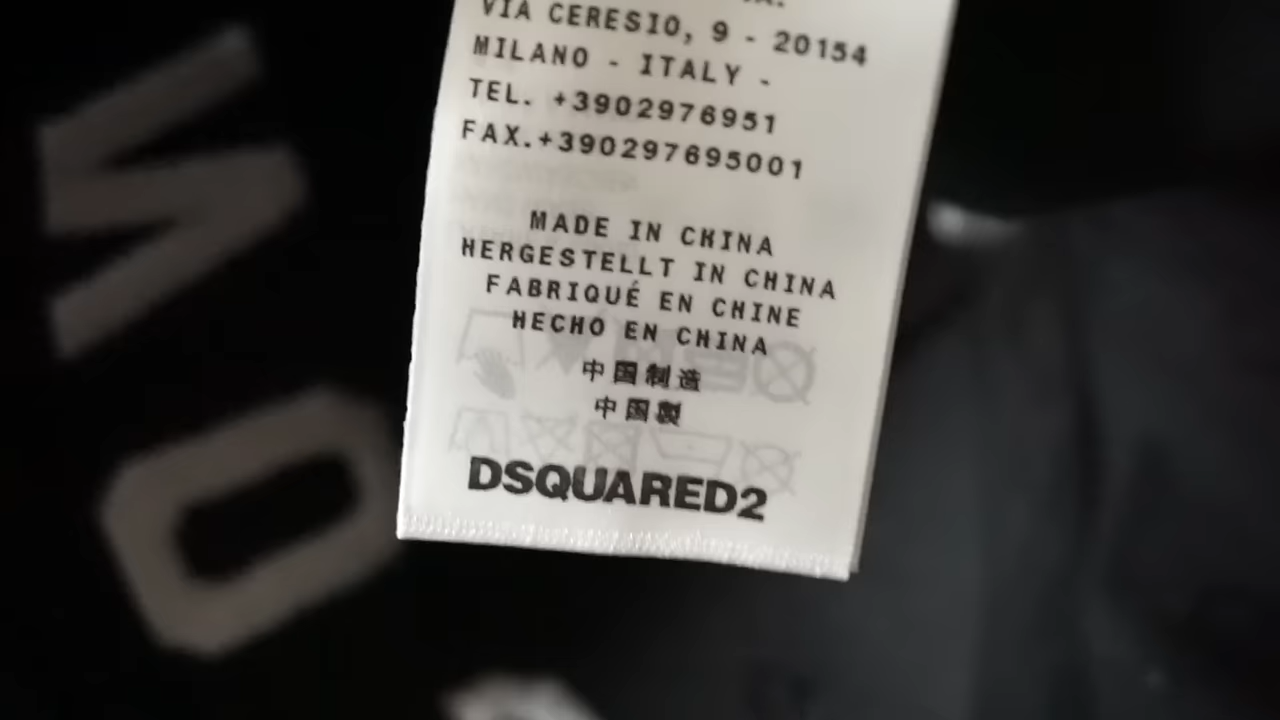 VIA CERESIO, 9 - 20154
MILANO - ITALY -
TEL. +3902976951
FAX.+390297695001
MADE IN CHINA
HERGESTELLT IN CHINA
FABRIQUÉ EN CHINE
HECHO EN CHINA
中国制造
中国製
DSQUARED2